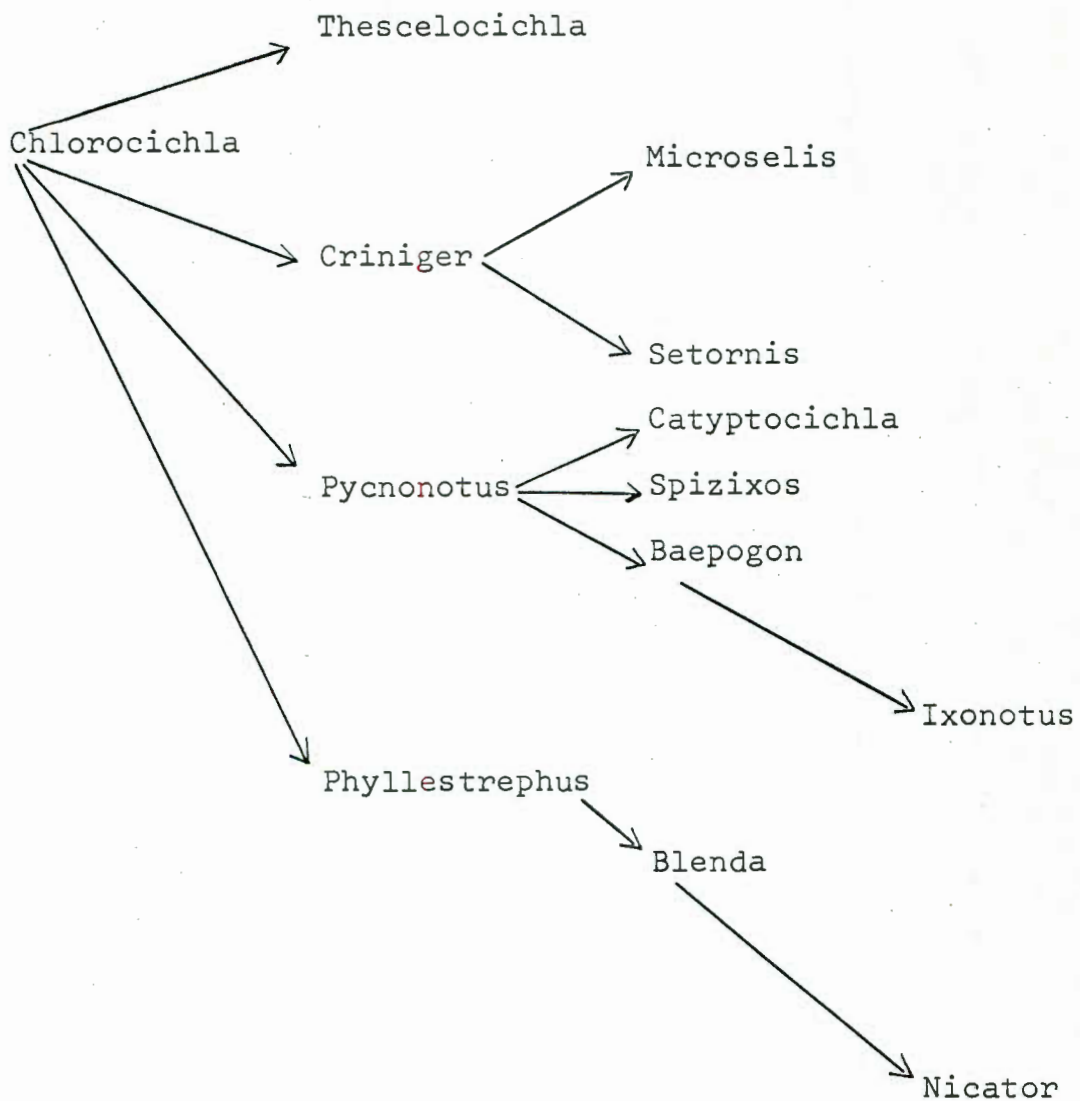 Thescelocichla
Chlorocichla
Microselis
Criniger
Setornis
Catyptocichla
Pycnonotus
Spizixos
Baepogon
Ixonotus
Phyllestrephus
Blenda
Nicator